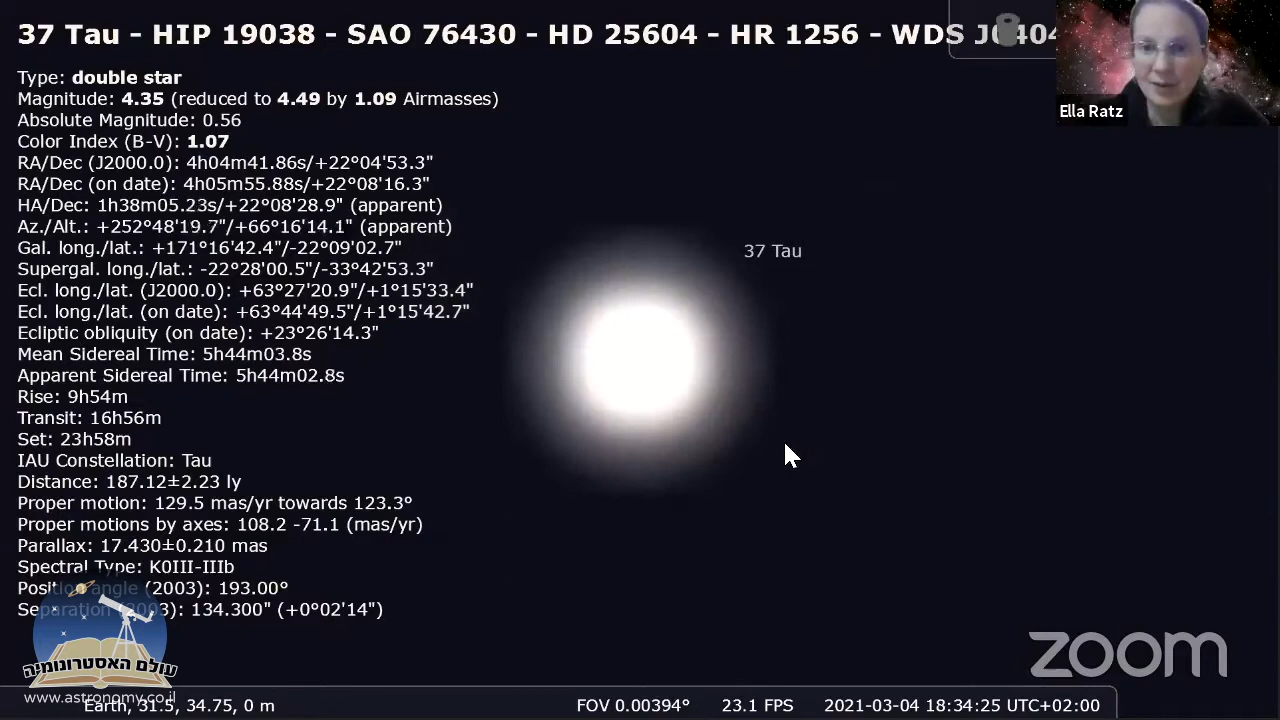 37 Tau - HIP 19038 - SAO 76430 - HD 25604 - HR 1256 - WDS J0404
Type: double star
Magnitude: 4.35 (reduced to 4.49 by 1.09 Airmasses)
Absolute Magnitude: 0.56
Color Index (B-V): 1.07
RA/Dec (J2000.0): 4h04m41.86s/+22°04'53.3"
RA/Dec (on date): 4h05m55.88s/+22°08'16.3"
HA/Dec: 1h38m05.23s/+22°08'28.9" (apparent)
Az./Alt.: +252°48'19.7"/+66°16'14.1" (apparent)
Gal. long./lat.: +171°16'42.4"/-22°09'02.7"
Supergal. long./lat.: -22°28'00.5"/-33°42'53.3"
Ecl. long./lat. (J2000.0): +63°27'20.9"/+1°15'33.4"
Ecl. long./lat. (on date): +63°44'49.5"/+1°15'42.7"
Ecliptic obliquity (on date): +23°26'14.3"
Mean Sidereal Time: 5h44m03.8s
Apparent Sidereal Time: 5h44m02.8s
Rise: 9h54m
Transit: 16h56m
Set: 23h58m
IAU Constellation: Tau
Distance: 187.12±2.23 ly
Proper motion: 129.5 mas/yr towards 123.3°
Proper motions by axes: 108.2 -71.1 (mas/yr)
Parallax: 17.430±0.210 mas
Spectral Type: K0III-IIIb
Position angle (2003): 193.00°
Separation (2003): 134.300" (+0°02'14")
37 Tau
Ella Ratz
עולם האסטרונומיה
www.astronomy.co.il
zoom
Earth, 31.5, 34.75, 0 m
FOV 0.00394°
23.1 FPS
2021-03-04 18:34:25 UTC+02:00